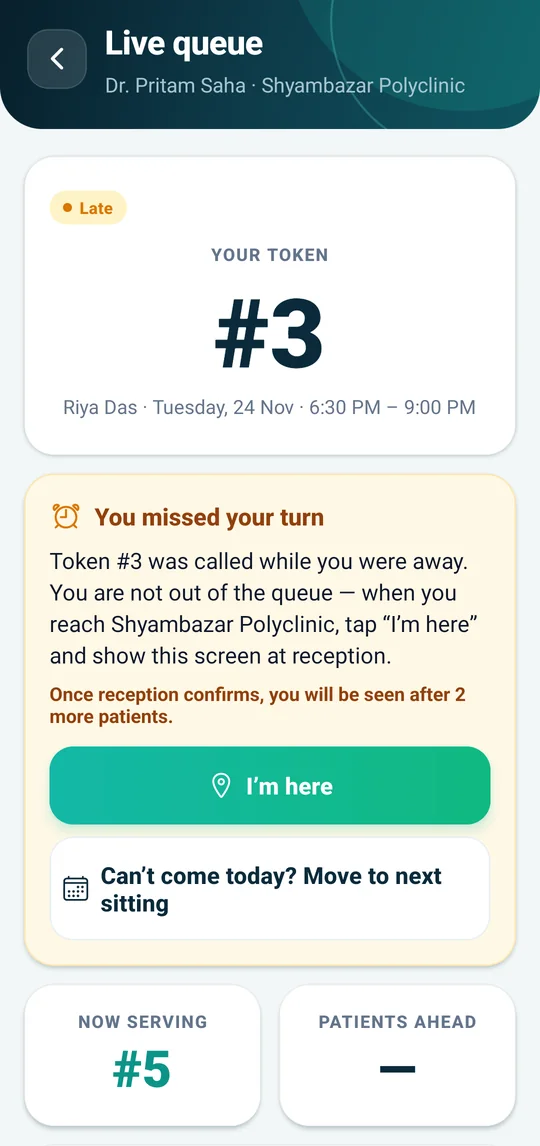 Live queue
Dr. Pritam Saha · Shyambazar Polyclinic
Late
YOUR TOKEN
#3
Riya Das · Tuesday, 24 Nov · 6:30 PM – 9:00 PM
You missed your turn
Token #3 was called while you were away.
You are not out of the queue — when you
reach Shyambazar Polyclinic, tap “I’m here”
and show this screen at reception.
Once reception confirms, you will be seen after 2
more patients.
I’m here
Can’t come today? Move to next
sitting
NOW SERVING
PATIENTS AHEAD
#5
—